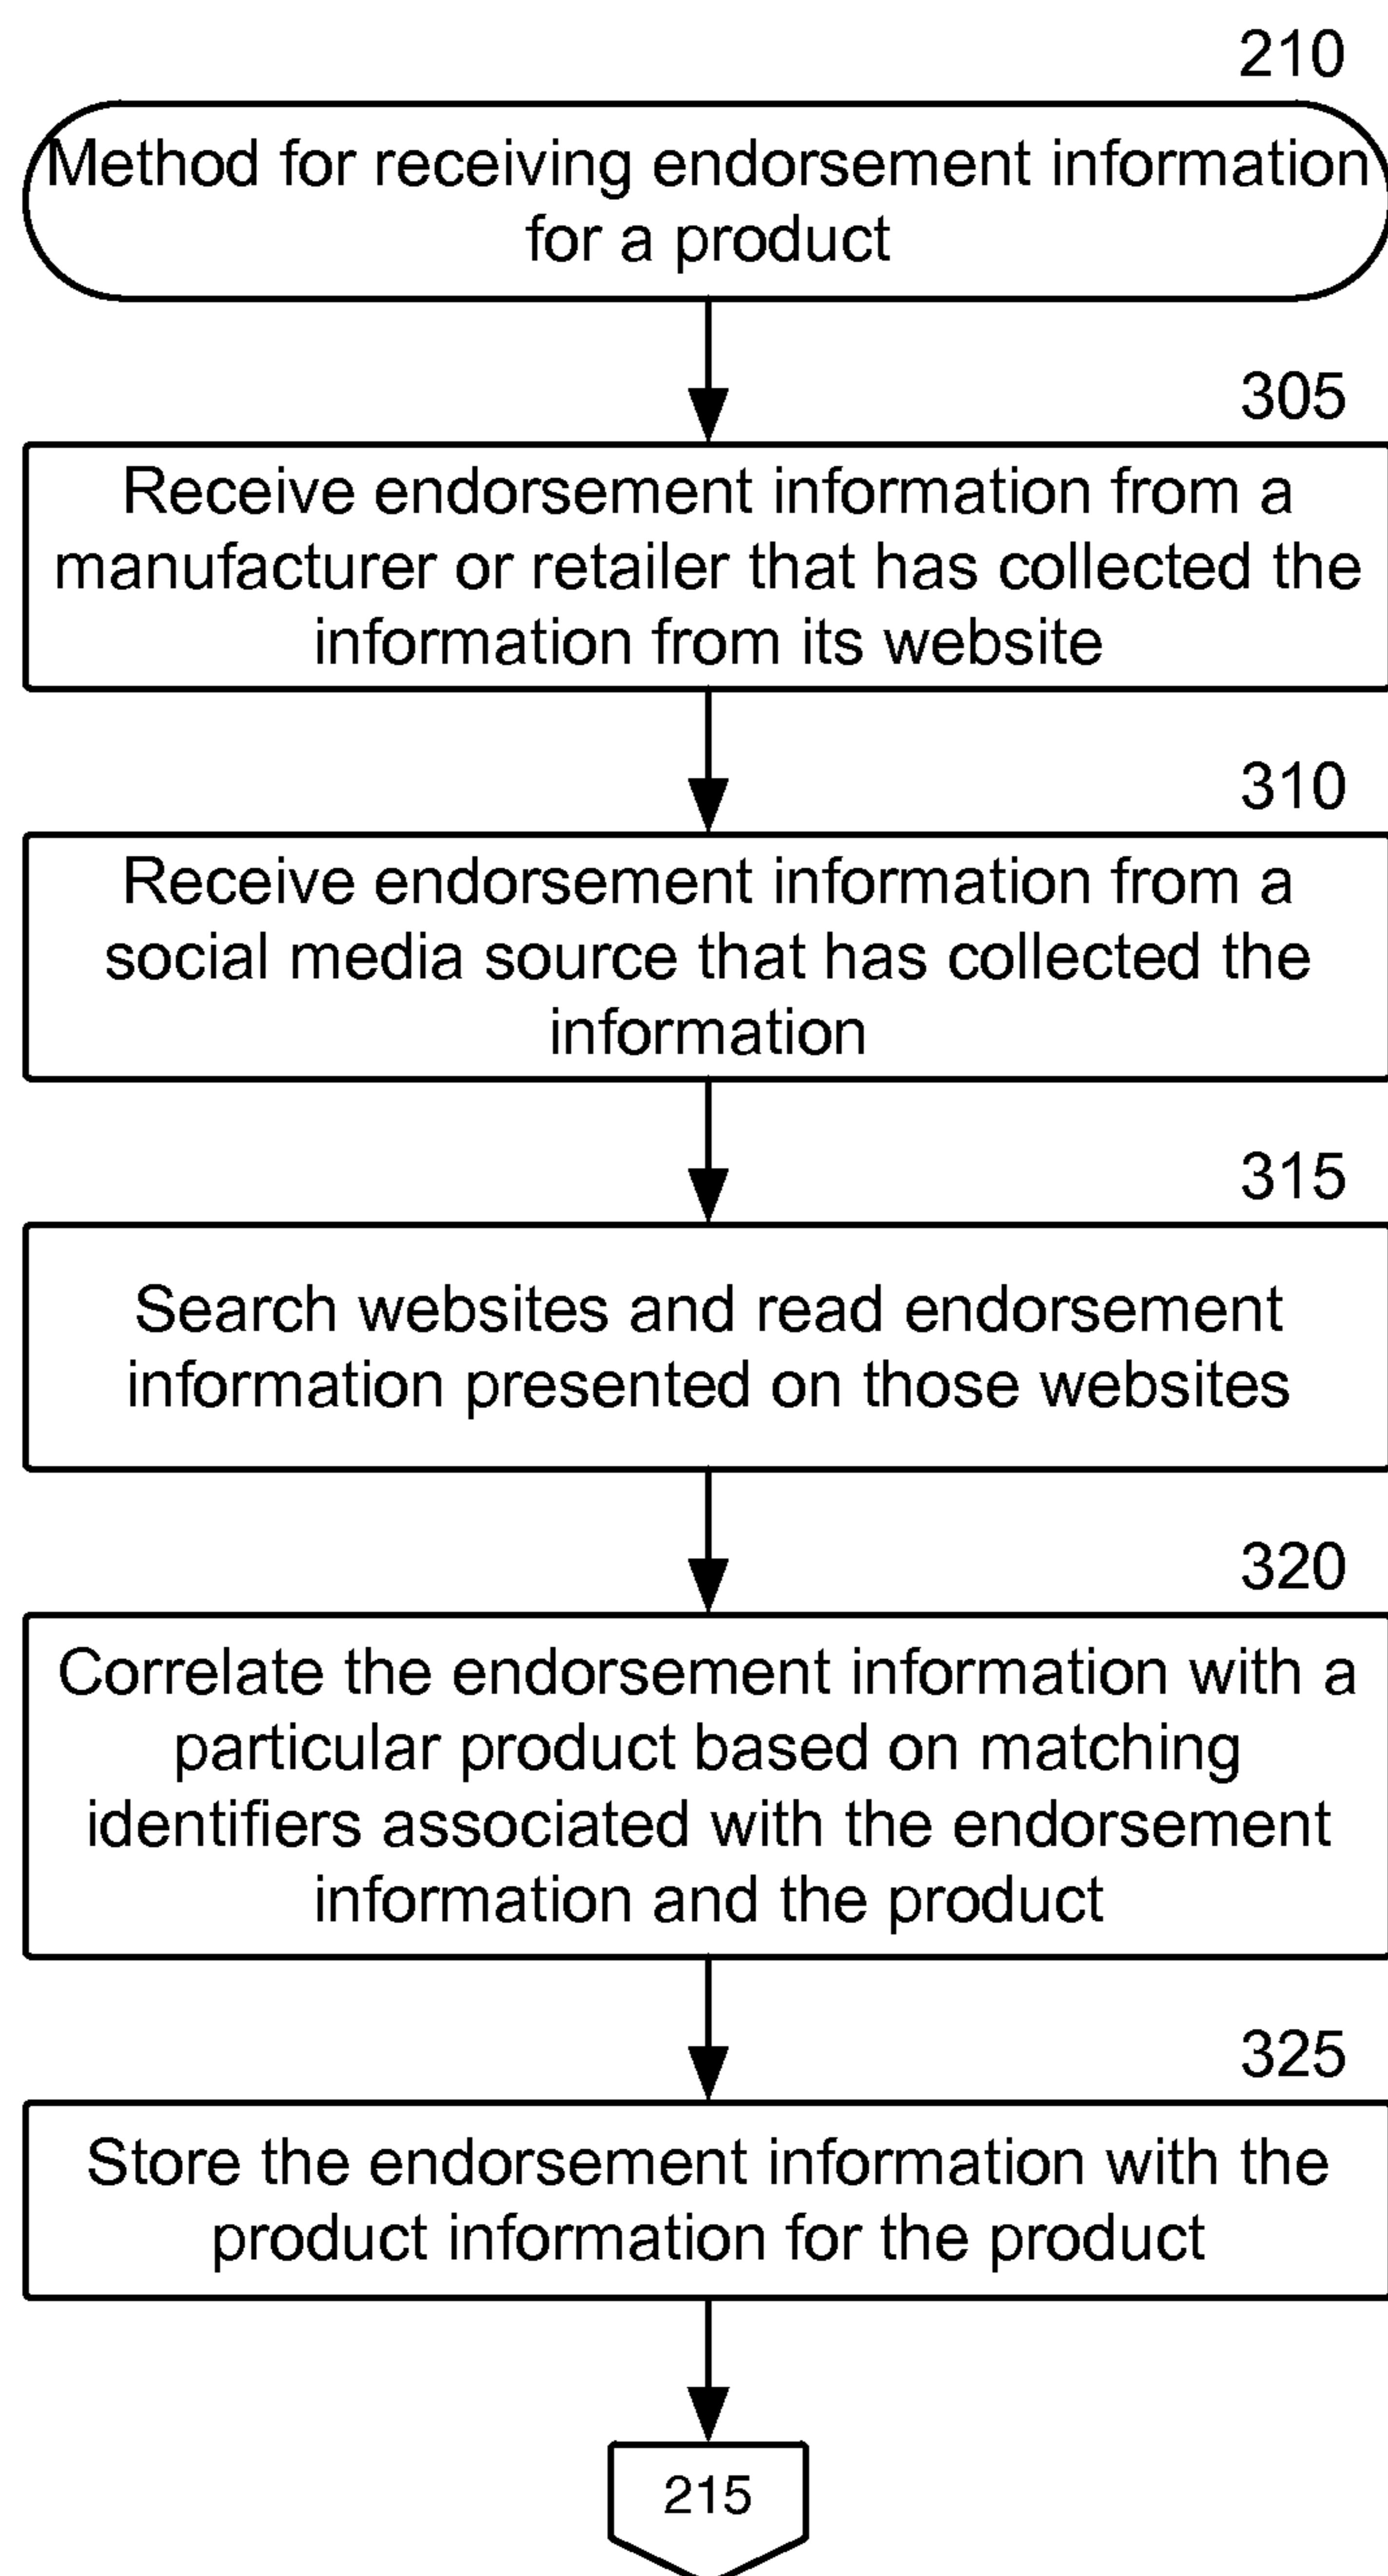 210
Method for receiving endorsement information
for a product
305
Receive endorsement information from a
manufacturer or retailer that has collected the
information from its website
310
Receive endorsement information from a
social media source that has collected the
information
315
Search websites and read endorsement
information presented on those websites
320
Correlate the endorsement information with a
particular product based on matching
identifiers associated with the endorsement
information and the product
325
Store the endorsement information with the
product information for the product
215